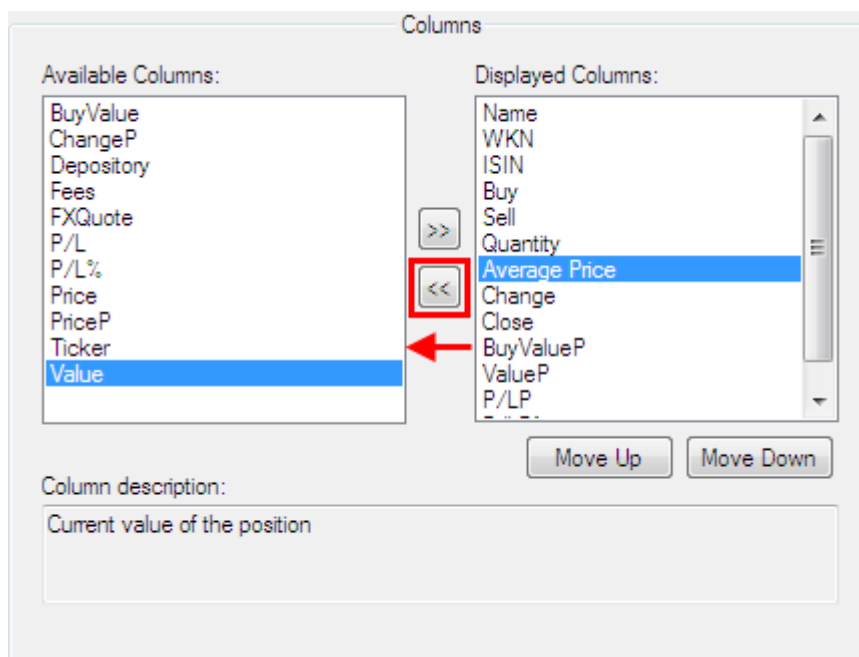 Columns
Available Columns:
BuyValue
ChangeP
Depository
Fees
FXQuote
P/L
P/L%
Price
PriceP
Ticker
Value
>>
<<
Displayed Columns:
Name
WKN
ISIN
Buy
Sell
Quantity
Average Price
Change
Close
BuyValueP
ValueP
P/LP
Move Up
Move Down
Column description:
Current value of the position